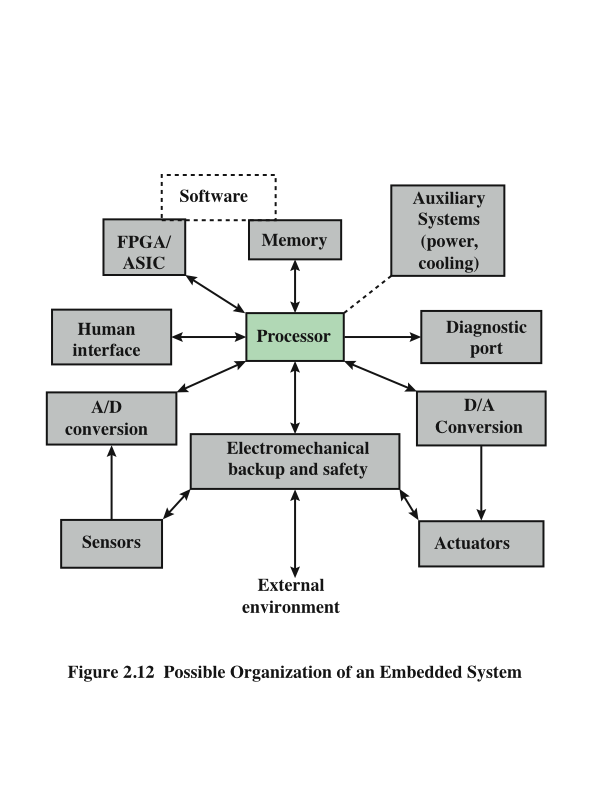 Software
Auxiliary
Systems
(power,
cooling)
FPGA/
ASIC
Memory
Human
interface
Processor
Diagnostic
port
A/D
conversion
D/A
Conversion
Electromechanical
backup and safety
Sensors
Actuators
External
environment
Figure 2.12 Possible Organization of an Embedded System